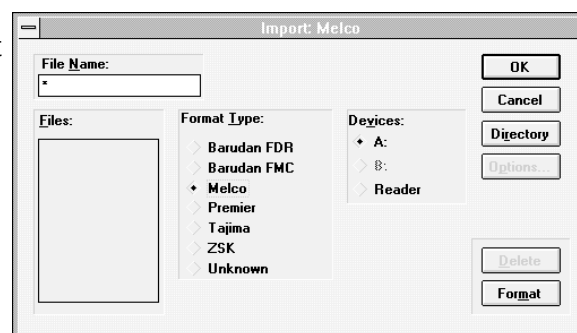 Import: Melco
File Name:
*
Files:
Format Type:
Barudan FDR
Barudan FMC
Melco
Premier
Tajima
ZSK
Unknown
Devices:
A:
B:
Reader
OK
Cancel
Directory
Options...
Delete
Format